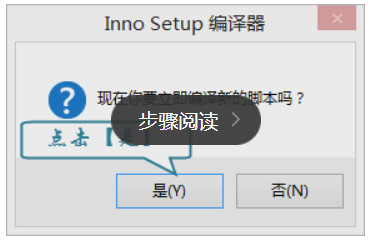 Inno Setup 编译器
现在你要立即编译新的脚本吗？
步骤阅读
点击【是】
是(Y)
否(N)